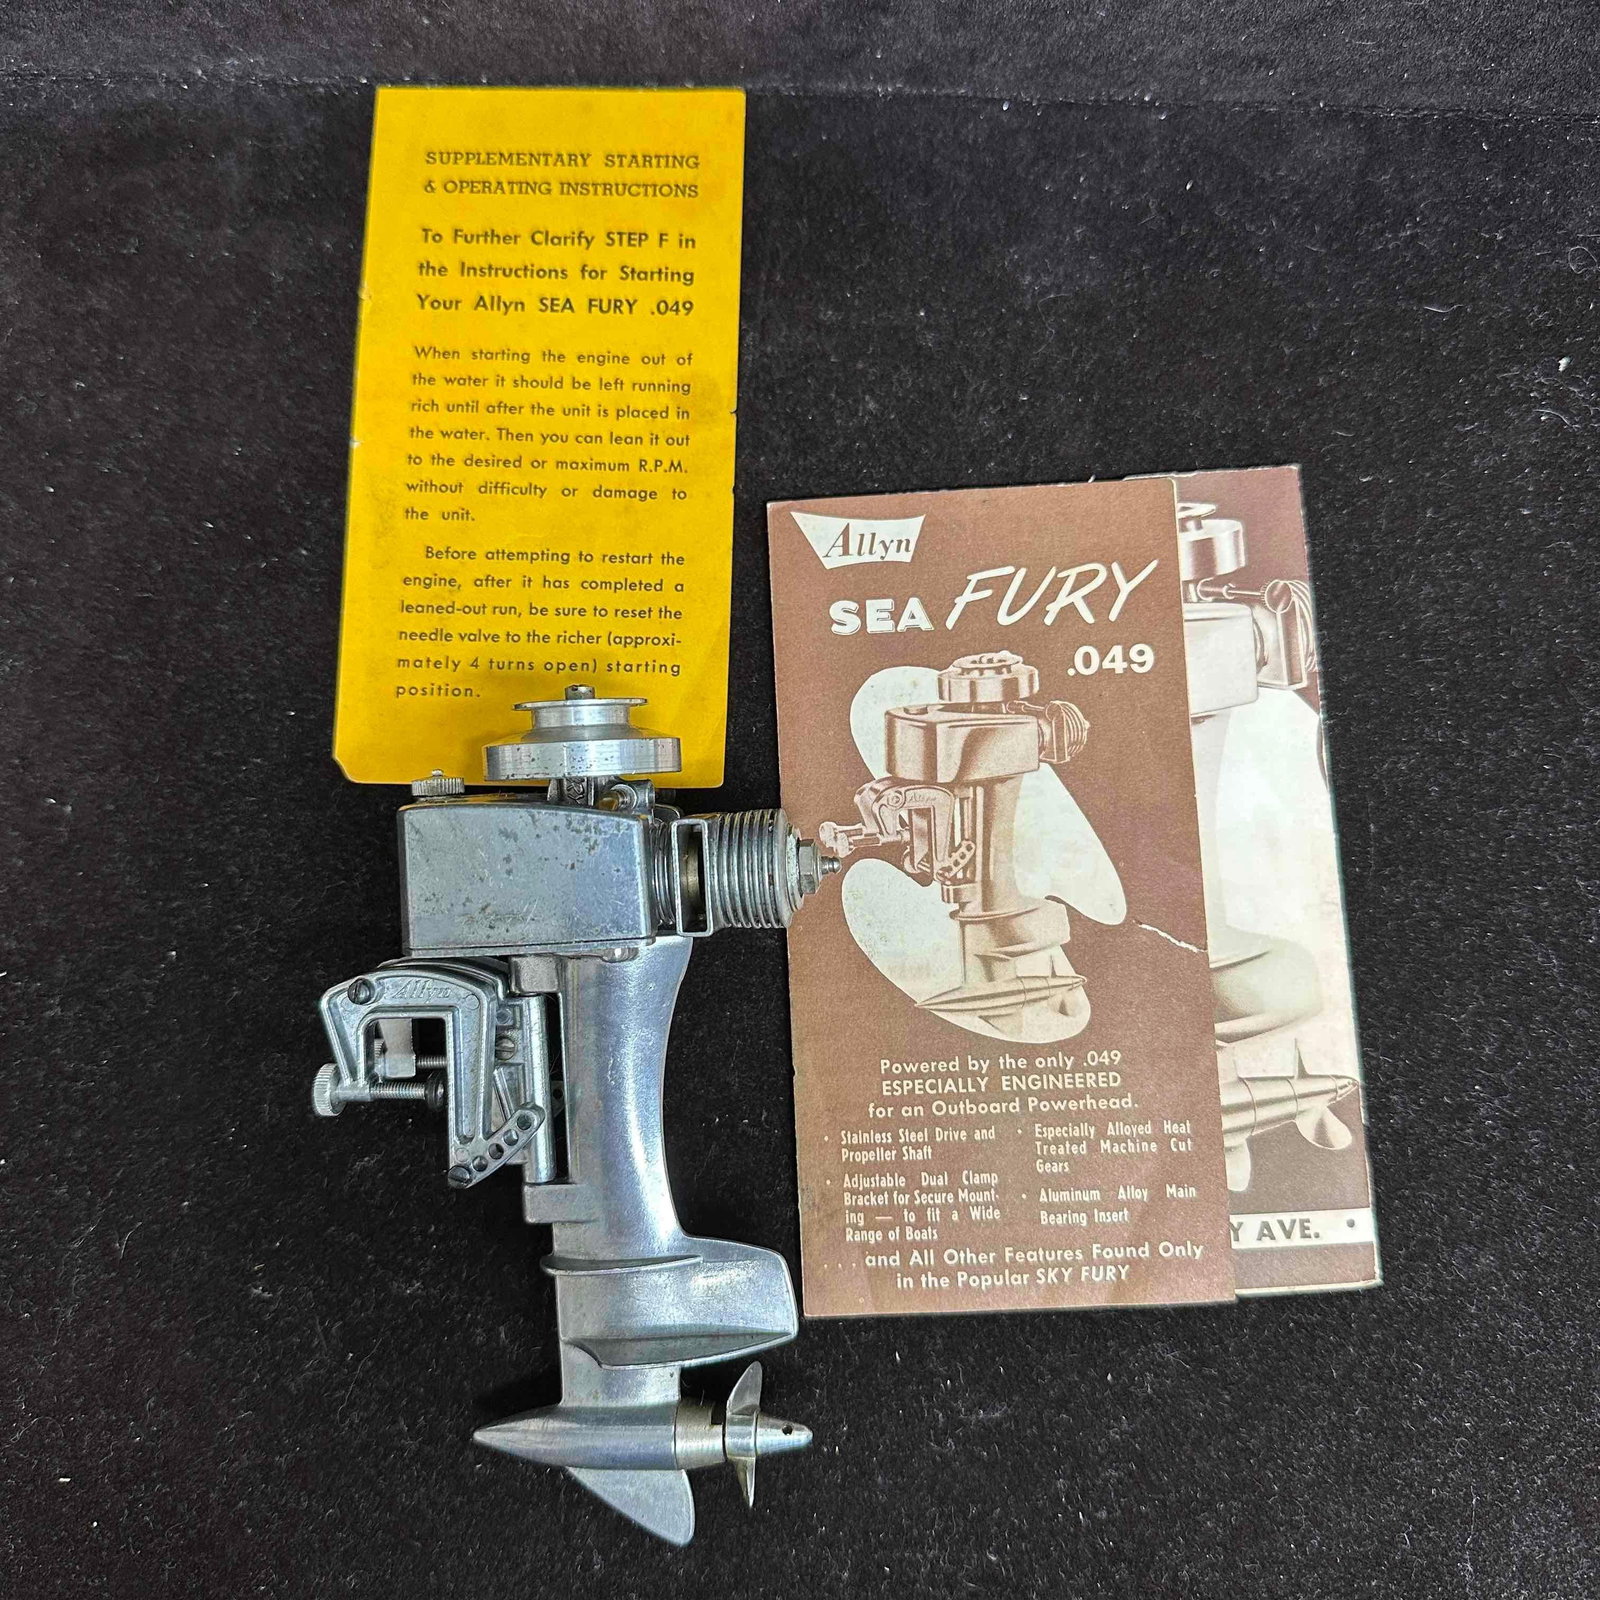 SUPPLEMENTARY STARTING
& OPERATING INSTRUCTIONS
To Further Clarify STEP F in
the Instructions for Starting
Your Allyn SEA FURY .049
When starting the engine out of
the water it should be left running
rich until after the unit is placed in
the water. Then you can lean it out
to the desired or maximum R.P.M.
without difficulty or damage to
the unit.
Before attempting to restart the
engine, after it has completed a
leaned-out run, be sure to reset the
needle valve to the richer (approxi-
mately 4 turns open) starting
position.
Allyn
Allyn
SEA FURY
.049
Allyn
Powered by the only .049
ESPECIALLY ENGINEERED
for an Outboard Powerhead.
• Stainless Steel Drive and
Propeller Shaft
• Adjustable Dual Clamp
Bracket for Secure Mount-
ing — to fit a Wide
Range of Boats
• Especially Alloyed Heat
Treated Machine Cut
Gears
• Aluminum Alloy Main
Bearing Insert
. . . and All Other Features Found Only
in the Popular SKY FURY
Y AVE. •